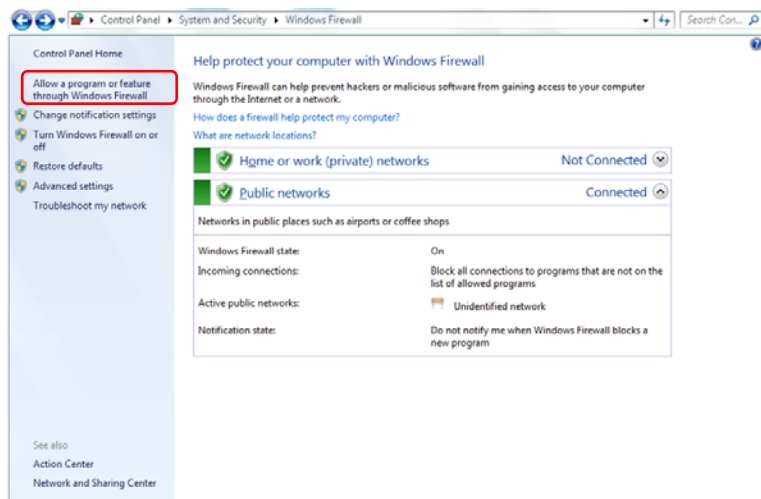 Control Panel ▸ System and Security ▸ Windows Firewall
Search Con...
Control Panel Home
Allow a program or feature
through Windows Firewall
Change notification settings
Turn Windows Firewall on or
off
Restore defaults
Advanced settings
Troubleshoot my network
Help protect your computer with Windows Firewall
Windows Firewall can help prevent hackers or malicious software from gaining access to your computer
through the Internet or a network.
How does a firewall help protect my computer?
What are network locations?
Home or work (private) networks Not Connected
Public networks Connected
Networks in public places such as airports or coffee shops
Windows Firewall state: On
Incoming connections: Block all connections to programs that are not on the
list of allowed programs
Active public networks: Unidentified network
Notification state: Do not notify me when Windows Firewall blocks a
new program
See also
Action Center
Network and Sharing Center